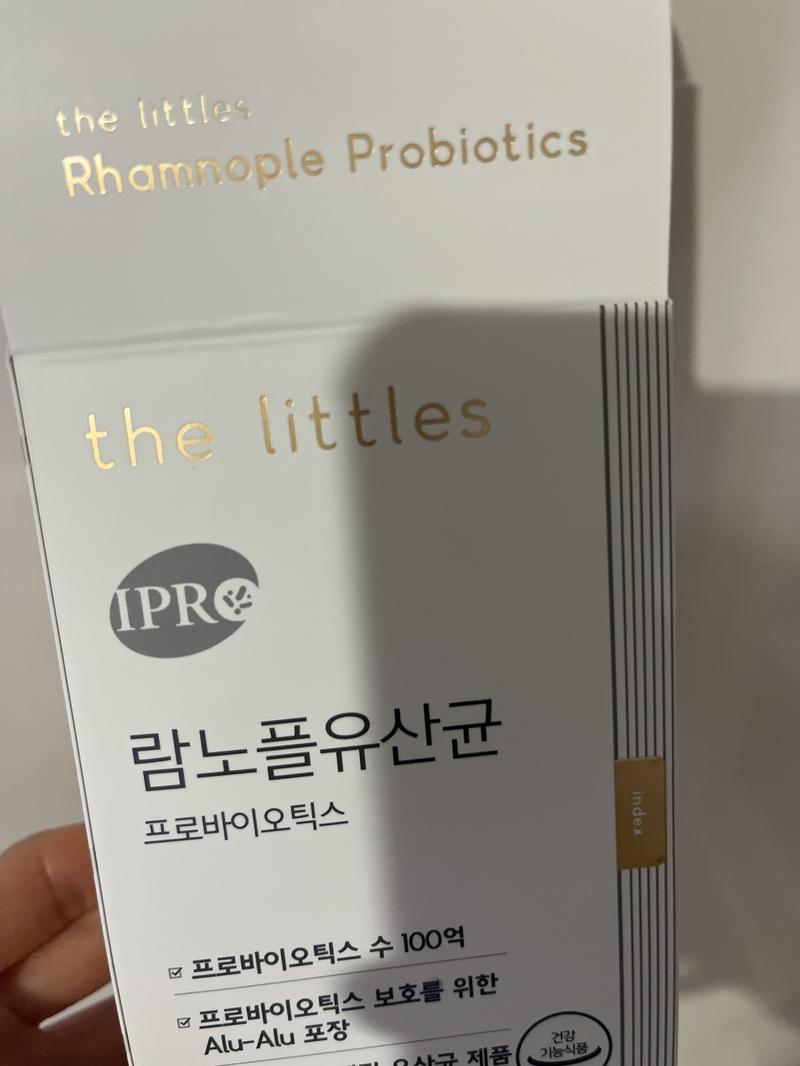 the littles
Rhamnople Probiotics
the littles
IPRO
람노플유산균
프로바이오틱스
index
프로바이오틱스 수 100억
프로바이오틱스 보호를 위한
Alu-Alu 포장
유산균 제품
건강
기능식품